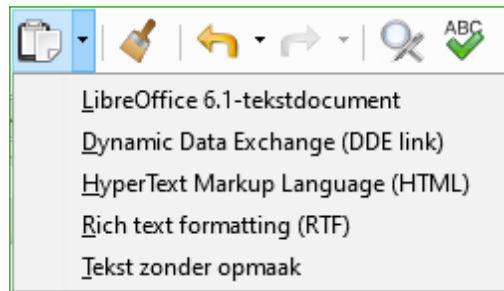 ABC
LibreOffice 6.1-tekstdocument
Dynamic Data Exchange (DDE link)
HyperText Markup Language (HTML)
Rich text formatting (RTF)
Tekst zonder opmaak